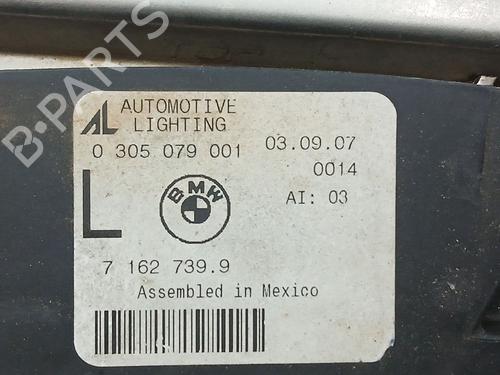 B-Parts
AL AUTOMOTIVE
LIGHTING
0 305 079 001
03.09.07
0014
L
BMW
AI: 03
7 162 739.9
Assembled in Mexico